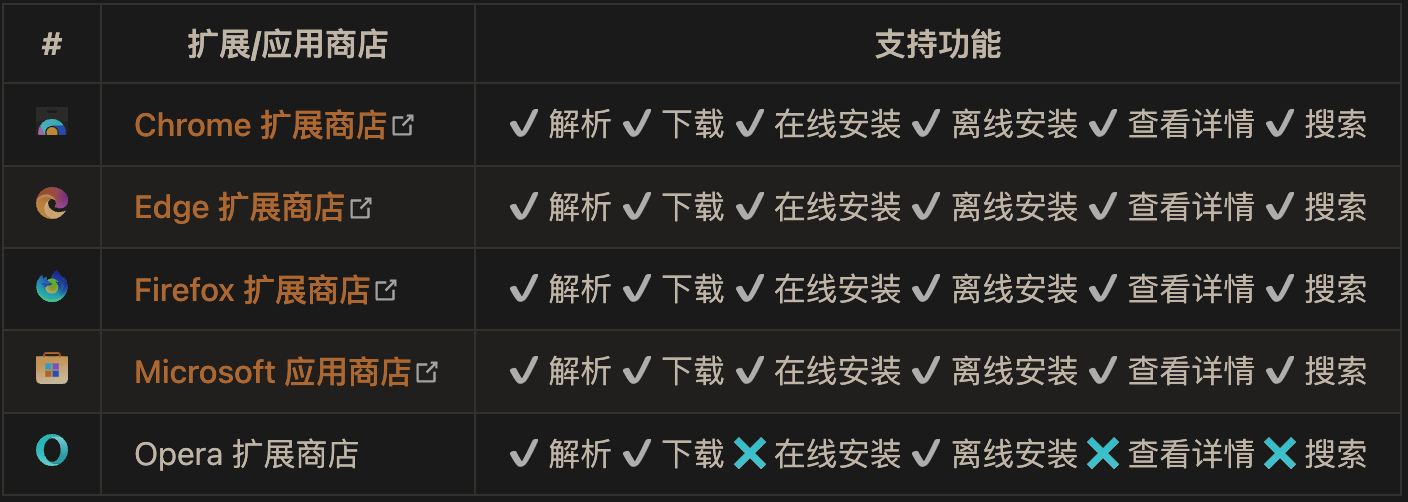 # 扩展/应用商店 支持功能
Chrome 扩展商店 ✔ 解析 ✔ 下载 ✔ 在线安装 ✔ 离线安装 ✔ 查看详情 ✔ 搜索
Edge 扩展商店 ✔ 解析 ✔ 下载 ✔ 在线安装 ✔ 离线安装 ✔ 查看详情 ✔ 搜索
Firefox 扩展商店 ✔ 解析 ✔ 下载 ✔ 在线安装 ✔ 离线安装 ✔ 查看详情 ✔ 搜索
Microsoft 应用商店 ✔ 解析 ✔ 下载 ✔ 在线安装 ✔ 离线安装 ✔ 查看详情 ✔ 搜索
Opera 扩展商店 ✔ 解析 ✔ 下载 ❌ 在线安装 ✔ 离线安装 ❌ 查看详情 ❌ 搜索